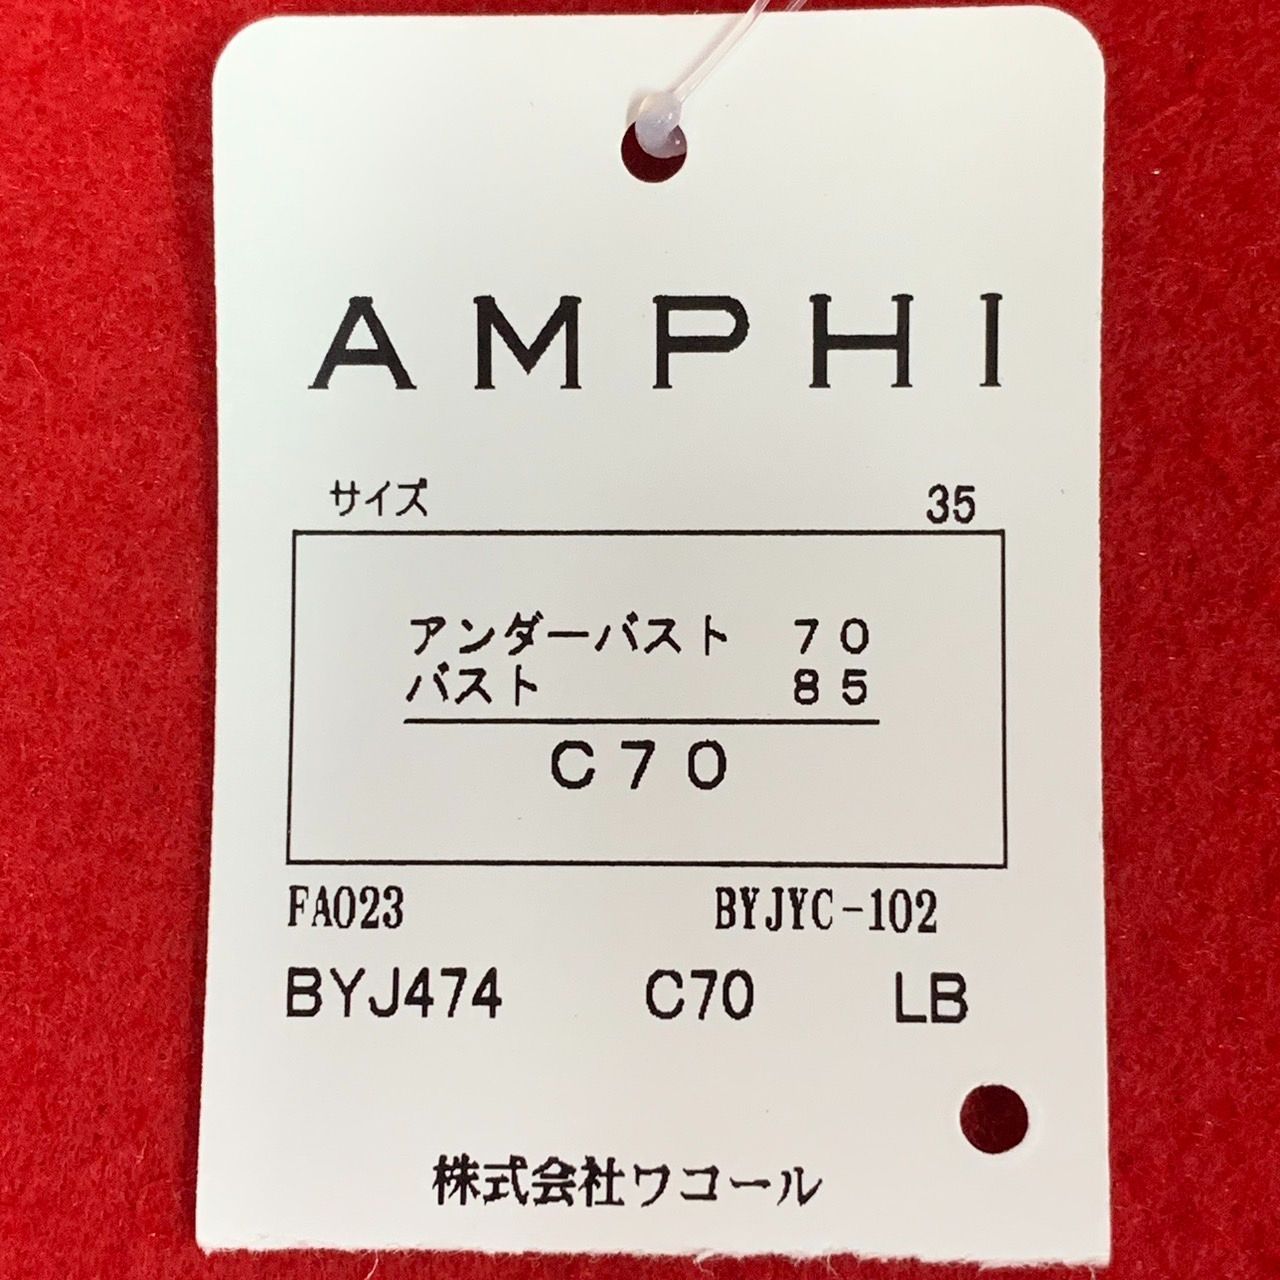 AMPHI
サイズ 35
アンダーバスト 70
バスト 85
C70
FA023 BYJYC-102
BYJ474 C70 LB
株式会社ワコール